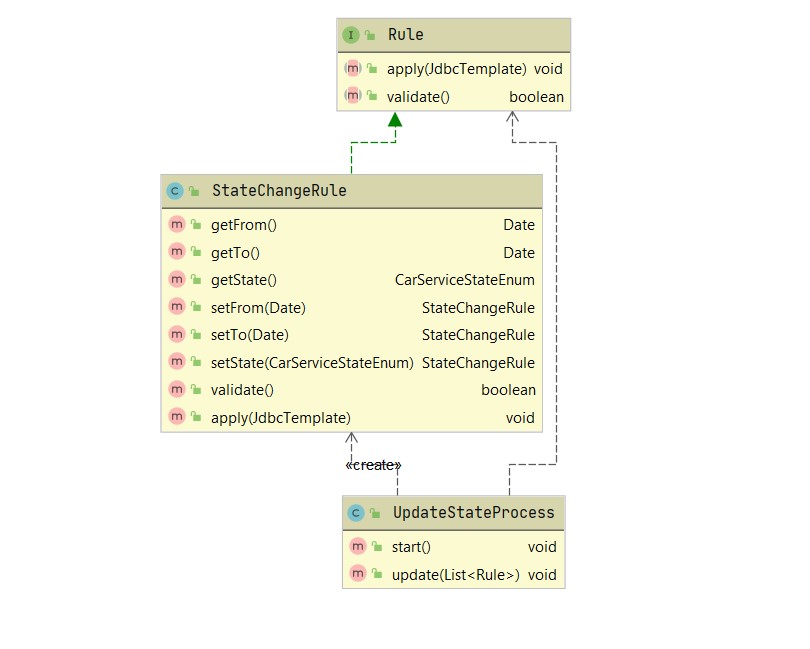 I Rule
m apply(JdbcTemplate) void
m validate() boolean
C StateChangeRule
m getFrom() Date
m getTo() Date
m getState() CarServiceStateEnum
m setFrom(Date) StateChangeRule
m setTo(Date) StateChangeRule
m setState(CarServiceStateEnum) StateChangeRule
m validate() boolean
m apply(JdbcTemplate) void
«create»
C UpdateStateProcess
m start() void
m update(List<Rule>) void